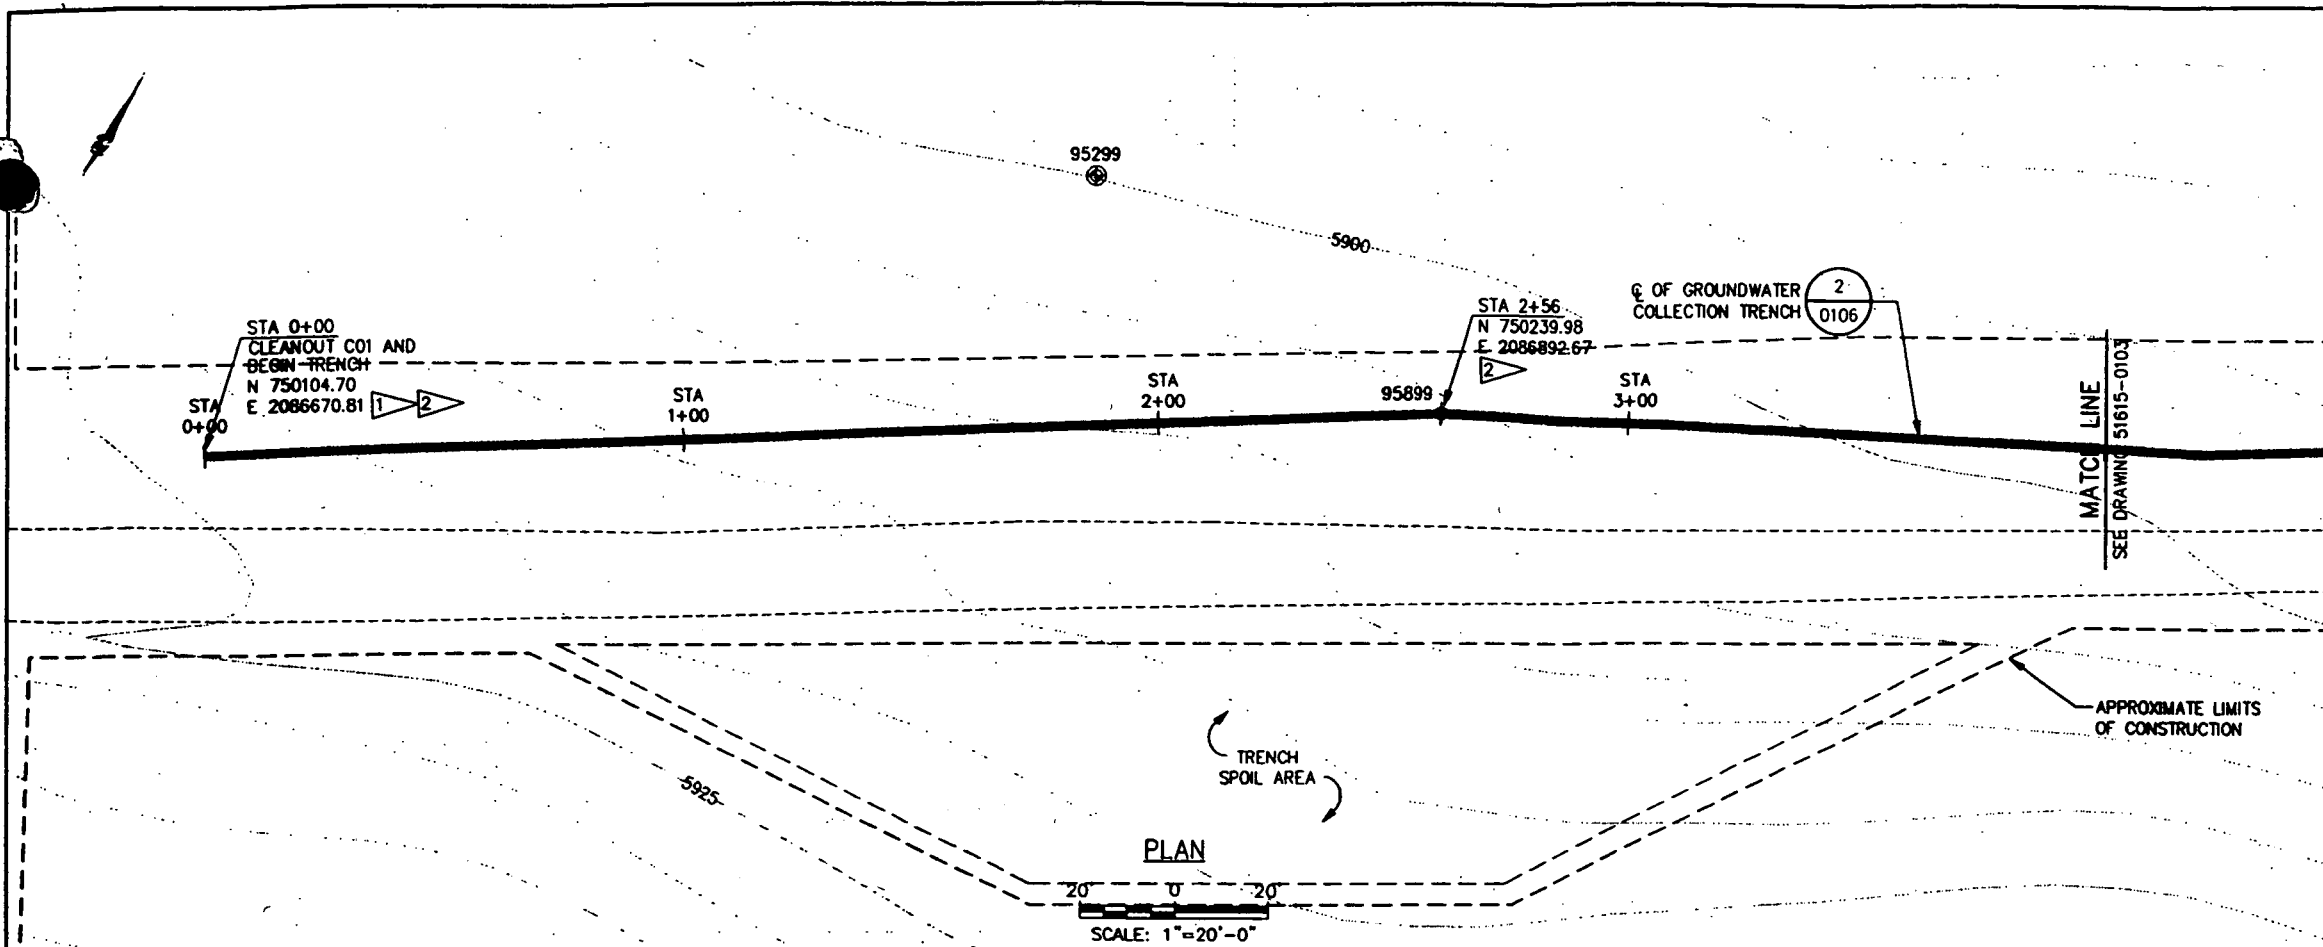 95299
5900
STA 0+00
CLEANOUT C01 AND
BEGIN TRENCH
N 750104.70
E 2086670.81
1
2
STA
0+00
STA
1+00
STA
2+00
95899
STA 2+56
N 750239.98
E 2086892.67
2
STA
3+00
℄ OF GROUNDWATER
COLLECTION TRENCH
2
0106
MATCH LINE
SEE DRAWING 51615-0103
APPROXIMATE LIMITS
OF CONSTRUCTION
TRENCH
SPOIL AREA
5925
PLAN
20 0 20
SCALE: 1"=20'-0"